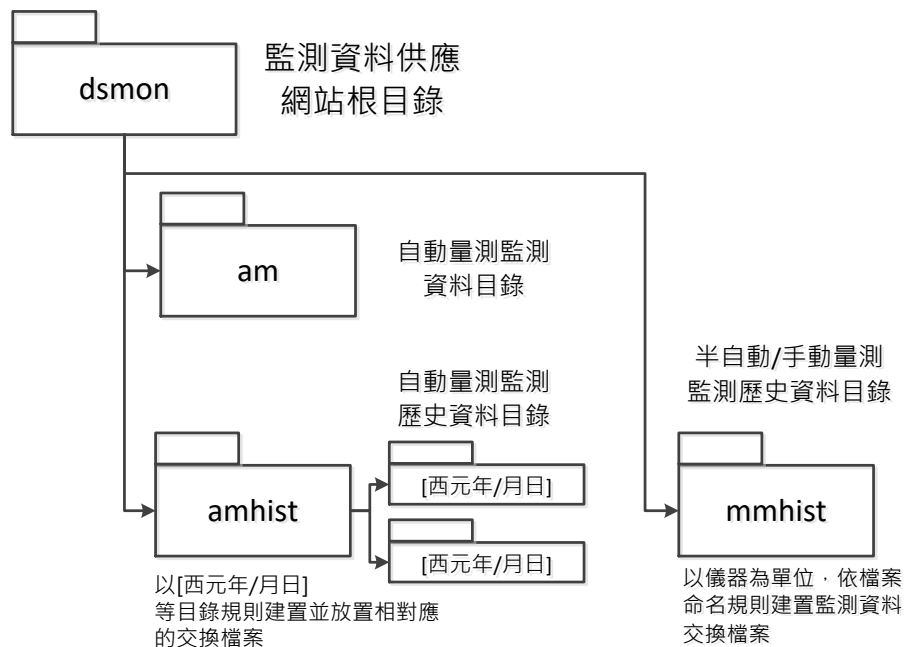 監測資料供應
網站根目錄
dsmon
am
自動量測監測
資料目錄
半自動/手動量測
監測歷史資料目錄
自動量測監測
歷史資料目錄
amhist
[西元年/月日]
[西元年/月日]
mmhist
以[西元年/月日]
等目錄規則建置並放置相對應
的交換檔案
以儀器為單位，依檔案
命名規則建置監測資料
交換檔案